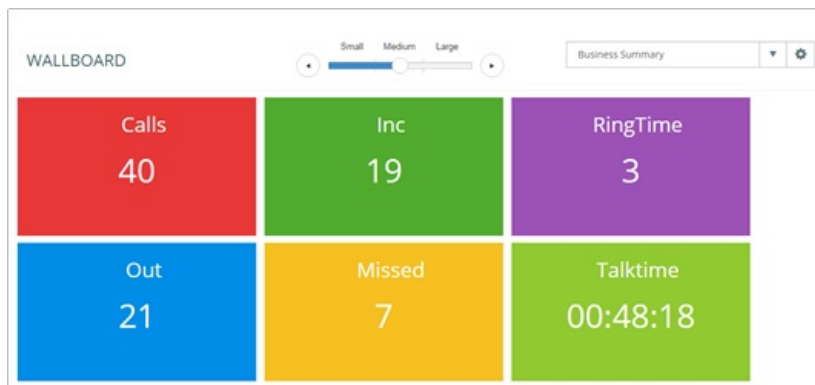 Small Medium Large
WALLBOARD
Business Summary
Calls
40
Inc
19
RingTime
3
Out
21
Missed
7
Talktime
00:48:18